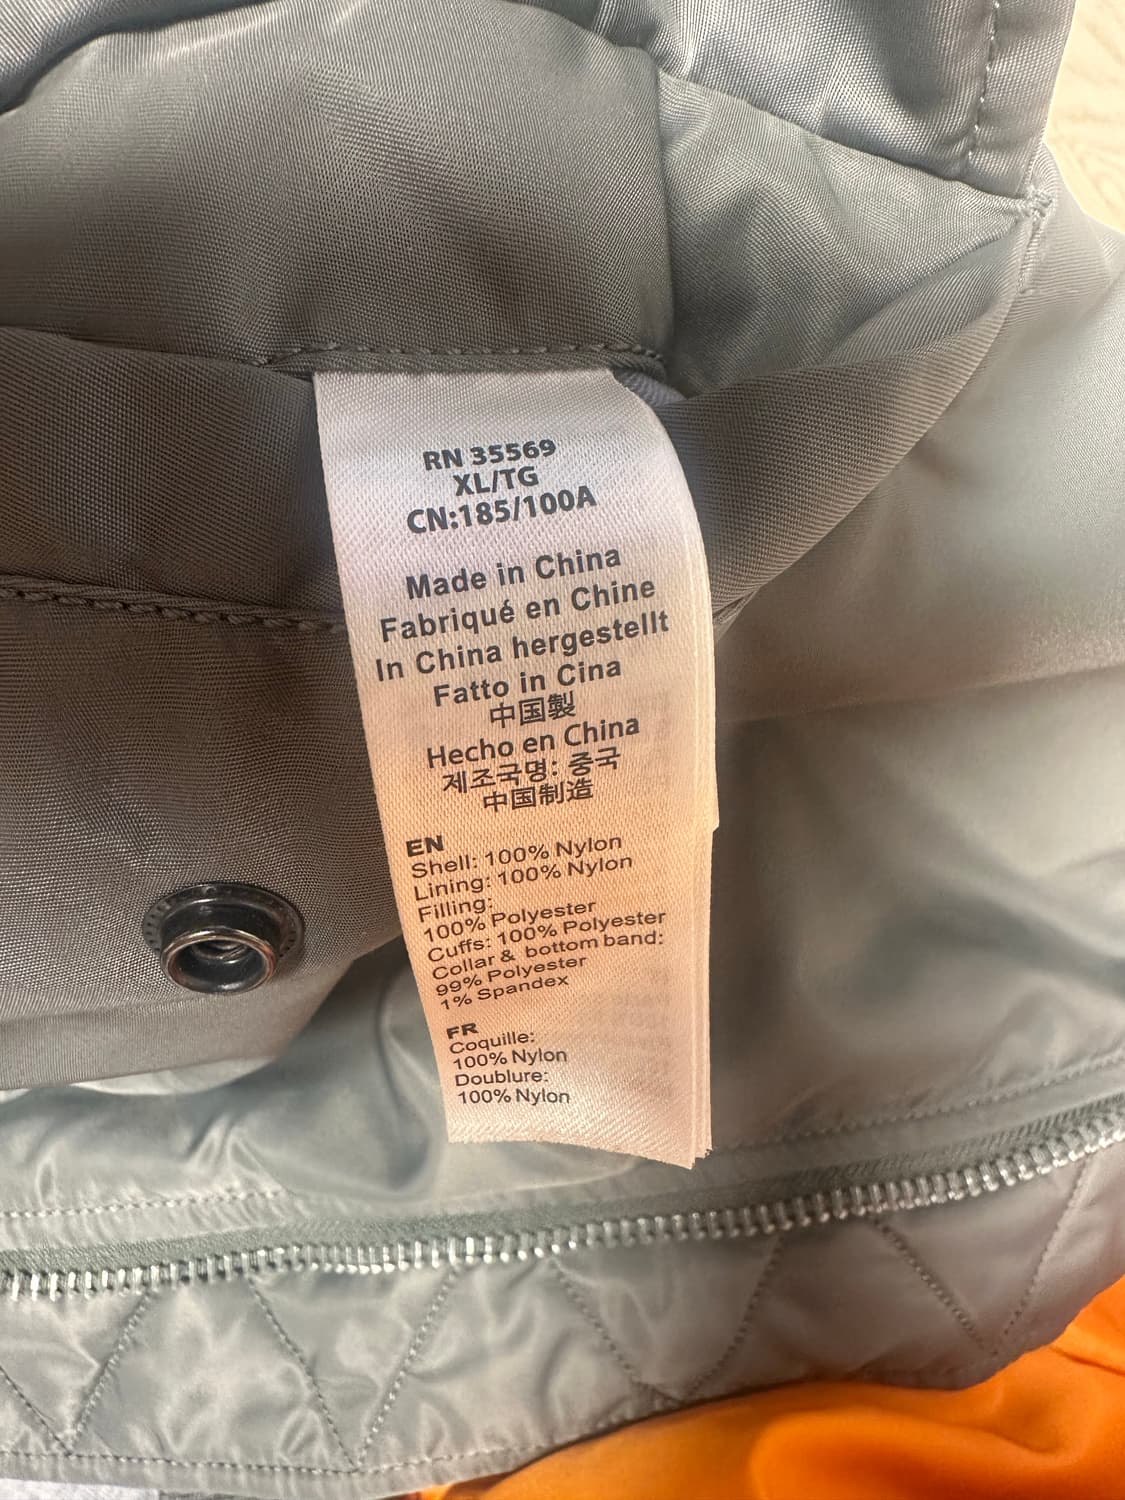 RN 35569
XL/TG
CN:185/100A
Made in China
Fabriqué en Chine
In China hergestellt
Fatto in Cina
中国製
Hecho en China
제조국명: 중국
中国制造
EN
Shell: 100% Nylon
Lining: 100% Nylon
Filling:
100% Polyester
Cuffs: 100% Polyester
Collar & bottom band:
99% Polyester
1% Spandex
FR
Coquille:
100% Nylon
Doublure:
100% Nylon